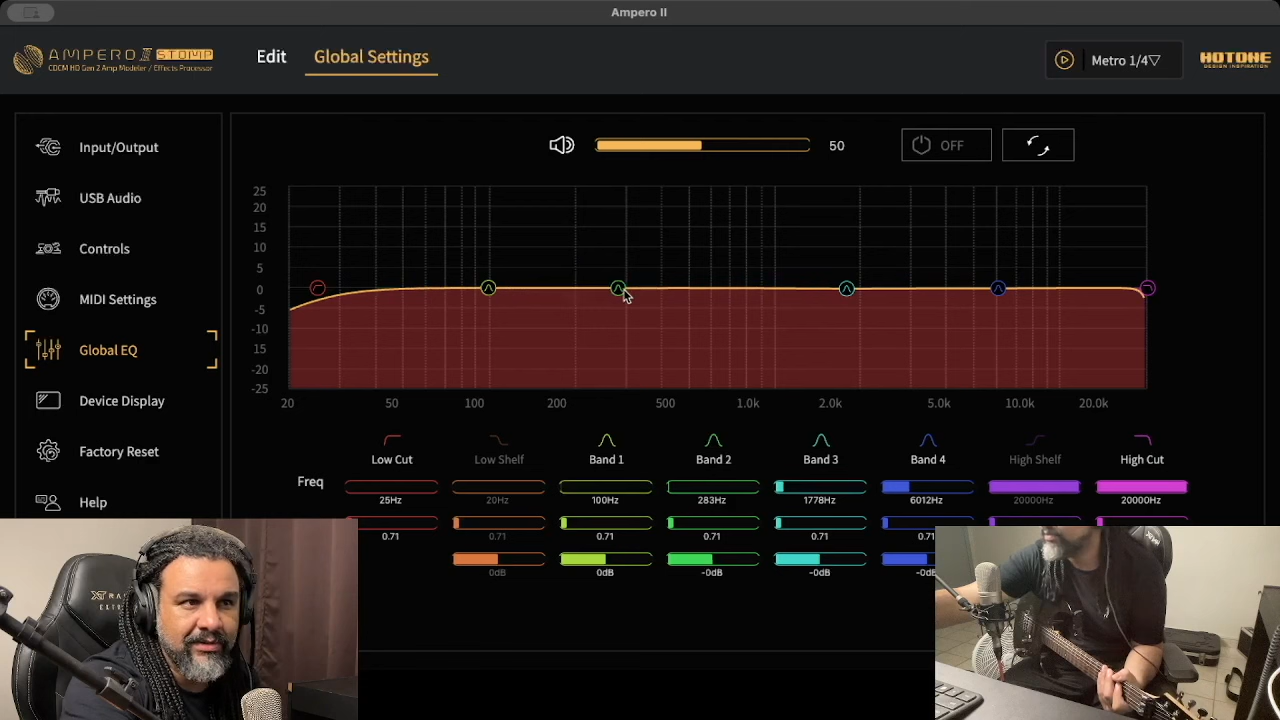 Ampero II
AMPERO II STOMP
CDCM HD Gen 2 Amp Modeler / Effects Processor
Edit
Global Settings
Metro 1/4
HOTONE
DESIGN INSPIRATION
Input/Output
USB Audio
Controls
MIDI Settings
Global EQ
Device Display
Factory Reset
Help
50
OFF
25
20
15
10
5
0
-5
-10
15
-20
-25
20 50 100 200 500 1.0k 2.0k 5.0k 10.0k 20.0k
Low Cut Low Shelf Band 1 Band 2 Band 3 Band 4 High Shelf High Cut
Freq
25Hz 20Hz 100Hz 283Hz 1778Hz 6012Hz 20000Hz 20000Hz
0.71 0.71 0.71 0.71 0.71 0.71
0dB 0dB -0dB -0dB -0dB